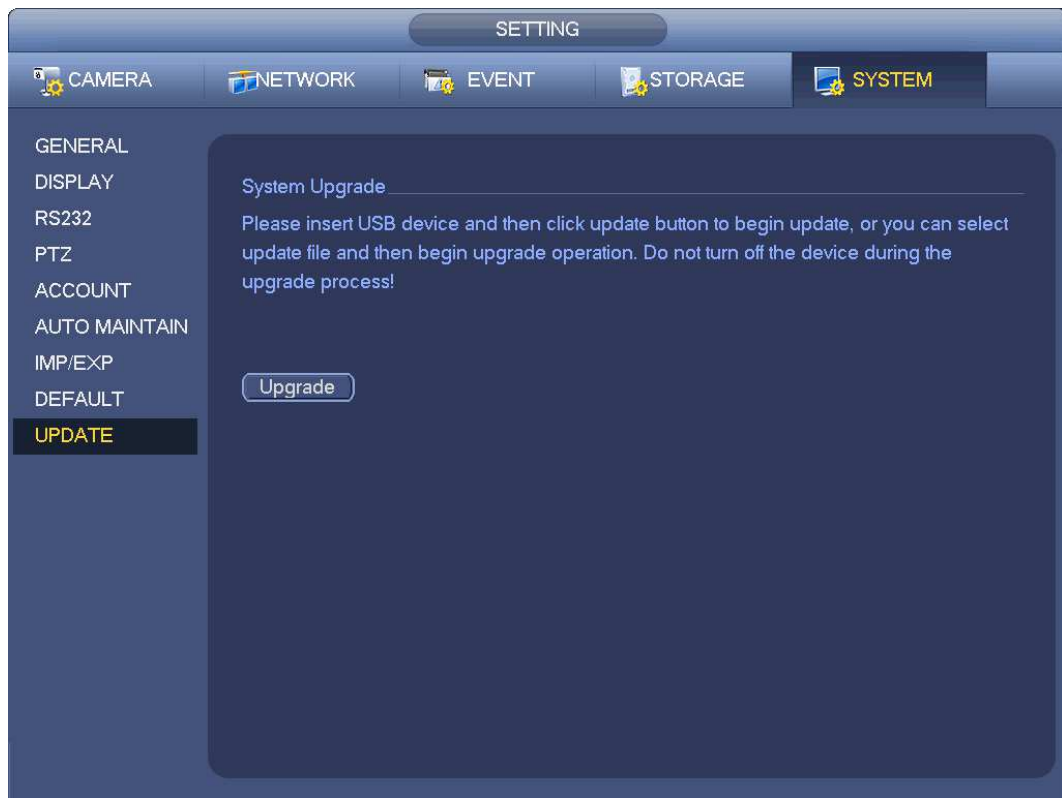 SETTING
CAMERA
NETWORK
EVENT
STORAGE
SYSTEM
GENERAL
DISPLAY
RS232
PTZ
ACCOUNT
AUTO MAINTAIN
IMP/EXP
DEFAULT
UPDATE
System Upgrade
Please insert USB device and then click update button to begin update, or you can select
update file and then begin upgrade operation. Do not turn off the device during the
upgrade process!
Upgrade